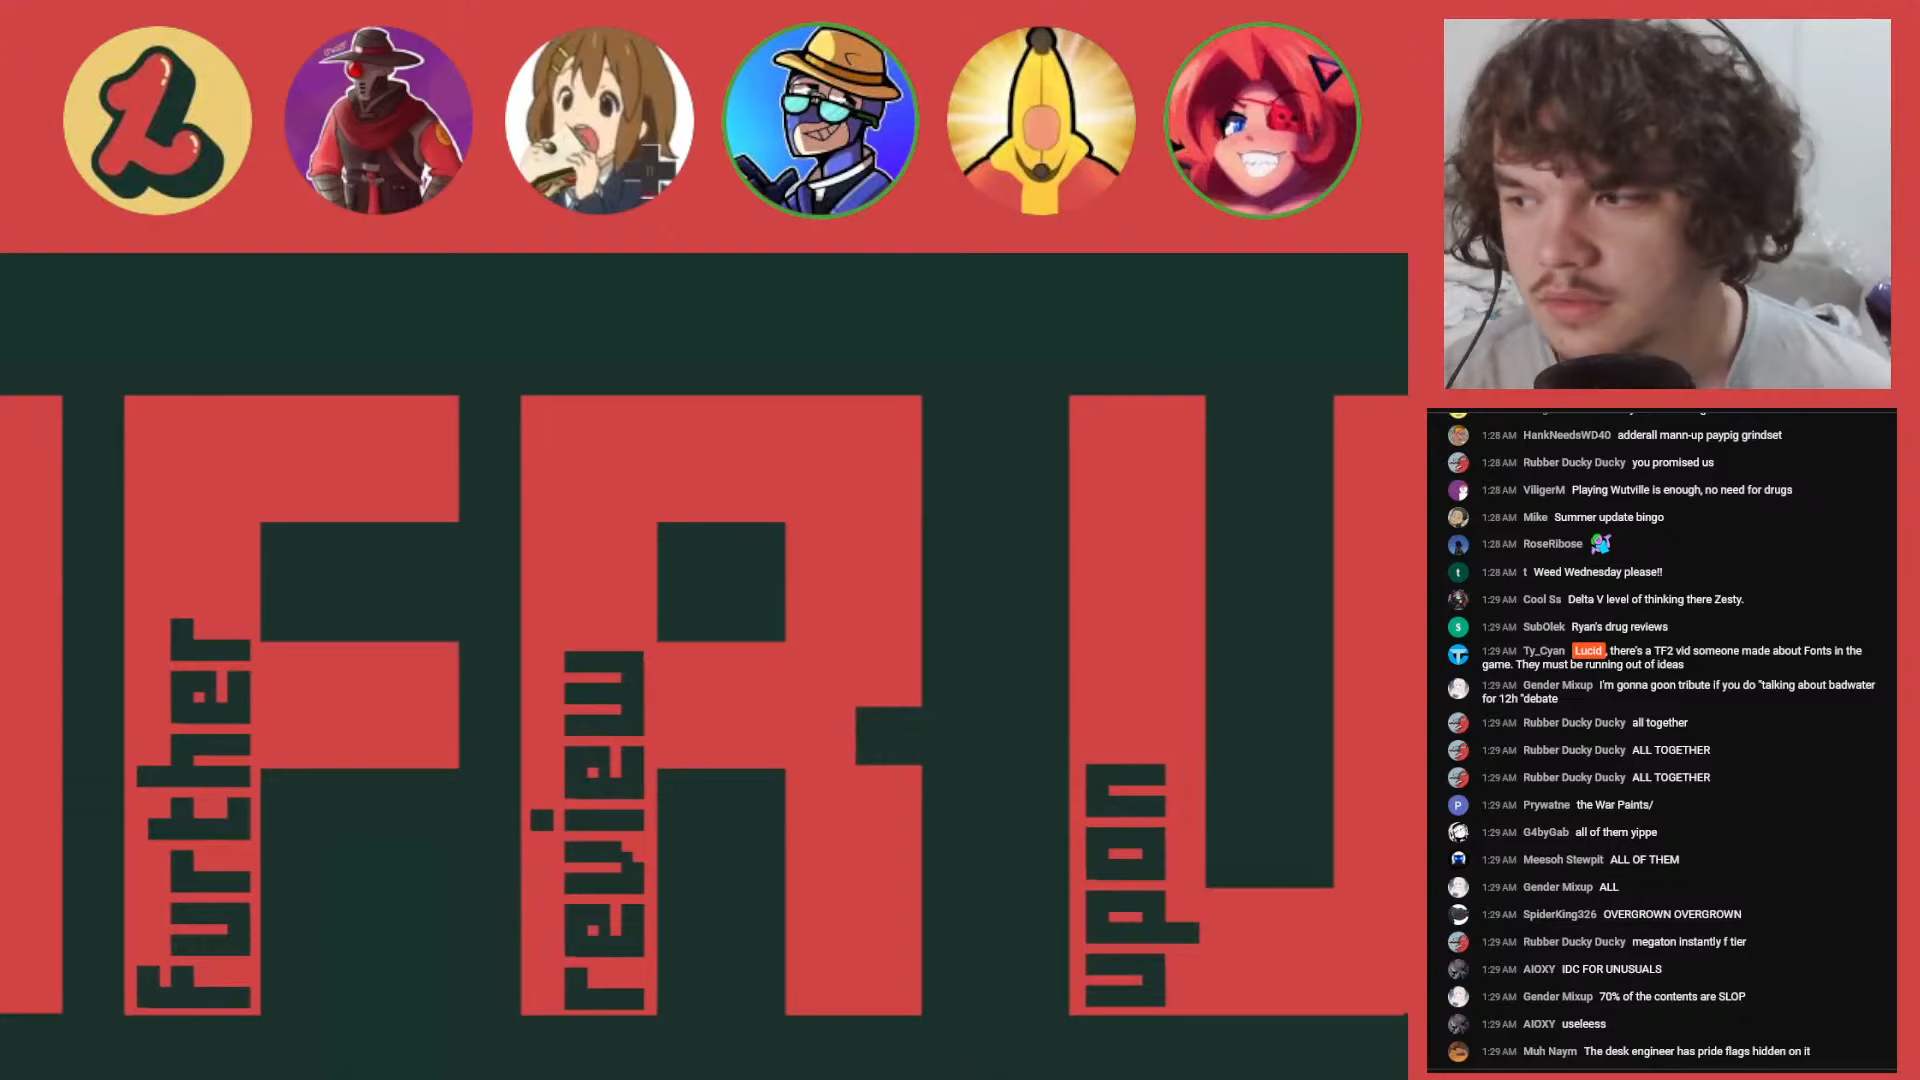 FRU
Further
review
upon
1:28 AM HankNeedsWD40 adderall mann-up paypig grindset
1:28 AM Rubber Ducky Ducky you promised us
1:28 AM ViligerM Playing Wutville is enough, no need for drugs
1:28 AM Mike Summer update bingo
1:28 AM RoseRibose
t 1:28 AM t Weed Wednesday please!!
1:29 AM Cool Ss Delta V level of thinking there Zesty.
S 1:29 AM SubOlek Ryan's drug reviews
1:29 AM Ty_Cyan Lucid, there's a TF2 vid someone made about Fonts in the
game. They must be running out of ideas
1:29 AM Gender Mixup I'm gonna goon tribute if you do "talking about badwater
for 12h "debate
1:29 AM Rubber Ducky Ducky all together
1:29 AM Rubber Ducky Ducky ALL TOGETHER
1:29 AM Rubber Ducky Ducky ALL TOGETHER
P 1:29 AM Prywatne the War Paints/
1:29 AM G4byGab all of them yippe
1:29 AM Meesoh Stewpit ALL OF THEM
1:29 AM Gender Mixup ALL
1:29 AM SpiderKing326 OVERGROWN OVERGROWN
1:29 AM Rubber Ducky Ducky megaton instantly f tier
1:29 AM AIOXY IDC FOR UNUSUALS
1:29 AM Gender Mixup 70% of the contents are SLOP
1:29 AM AIOXY useleess
1:29 AM Muh Naym The desk engineer has pride flags hidden on it